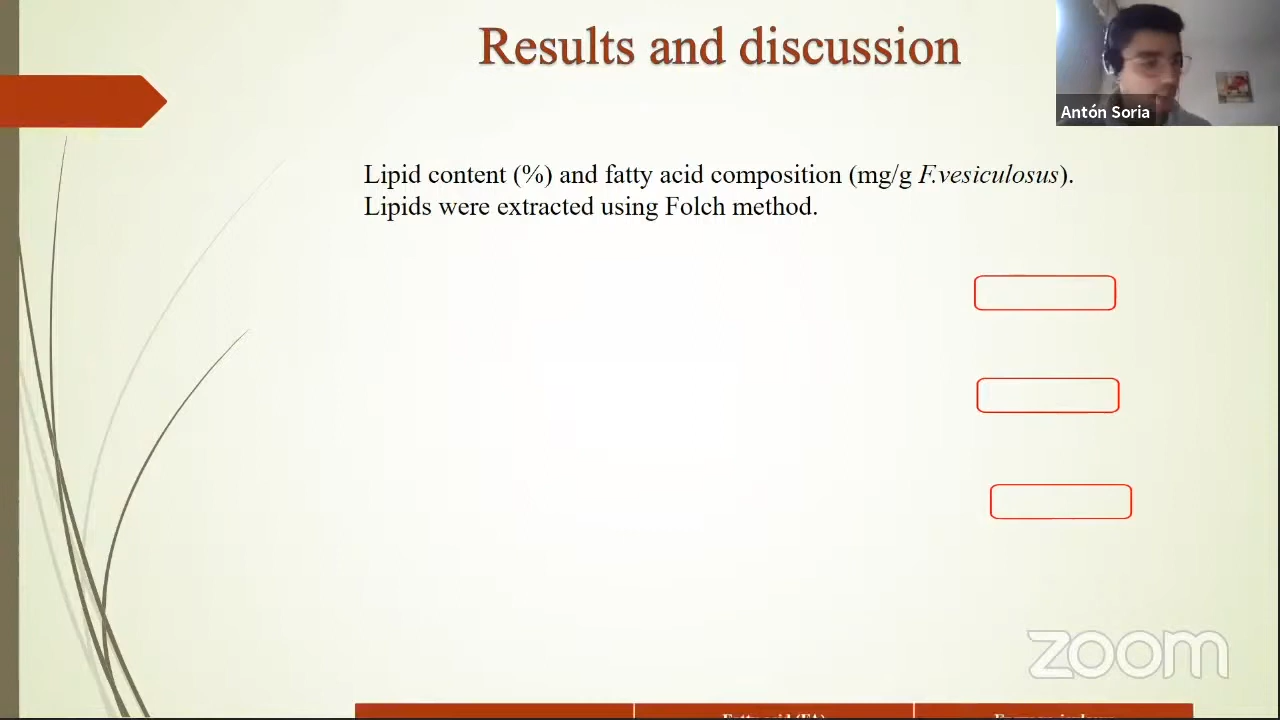 Results and discussion
Antón Soria
Lipid content (%) and fatty acid composition (mg/g F.vesiculosus).
Lipids were extracted using Folch method.
zoom